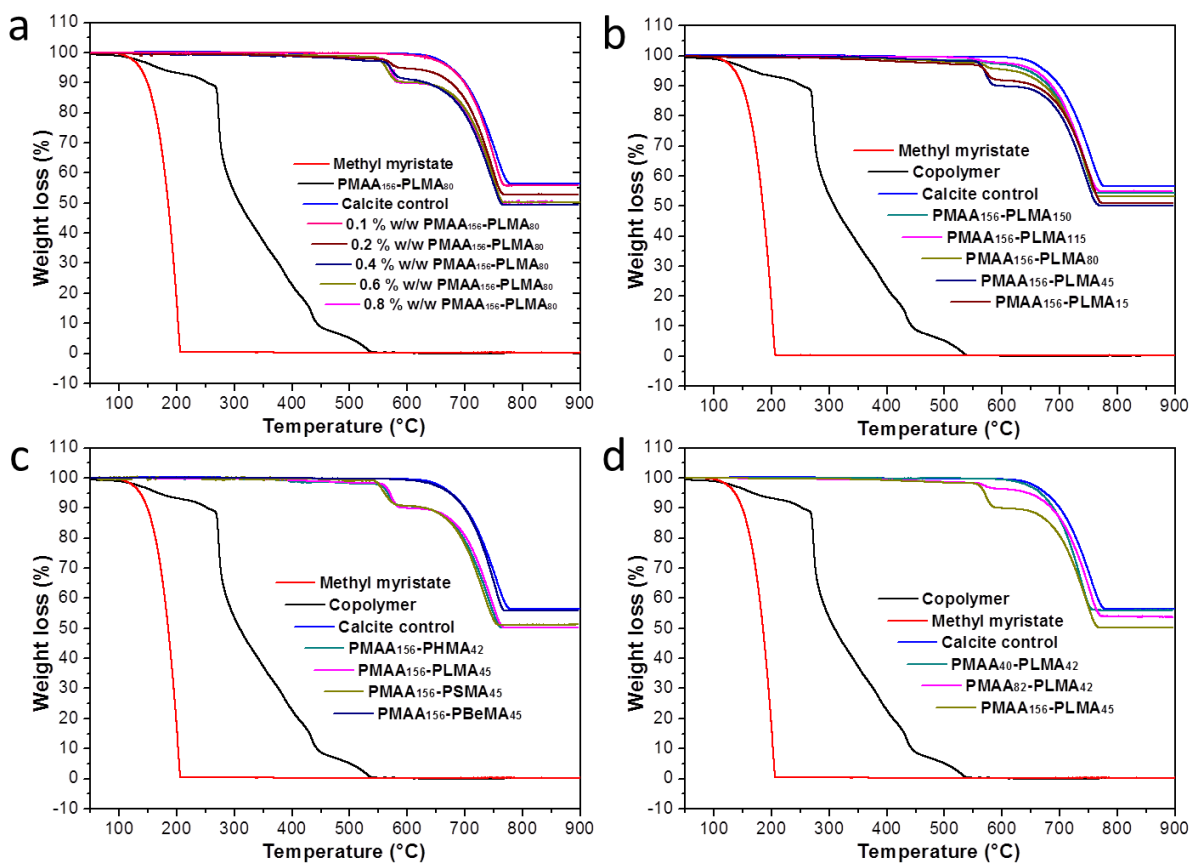 a
110
100
90
80
70
60
50
40
30
20
10
0
-10
Weight loss (%)
Methyl myristate
PMAA156-PLMA80
Calcite control
0.1 % w/w PMAA156-PLMA80
0.2 % w/w PMAA156-PLMA80
0.4 % w/w PMAA156-PLMA80
0.6 % w/w PMAA156-PLMA80
0.8 % w/w PMAA156-PLMA80
100 200 300 400 500 600 700 800 900
Temperature (°C)
b
110
100
90
80
70
60
50
40
30
20
10
0
-10
Weight loss (%)
Methyl myristate
Copolymer
Calcite control
PMAA156-PLMA150
PMAA156-PLMA115
PMAA156-PLMA80
PMAA156-PLMA45
PMAA156-PLMA15
100 200 300 400 500 600 700 800 900
Temperature (°C)
c
110
100
90
80
70
60
50
40
30
20
10
0
-10
Weight loss (%)
Methyl myristate
Copolymer
Calcite control
PMAA156-PHMA42
PMAA156-PLMA45
PMAA156-PSMA45
PMAA156-PBeMA45
100 200 300 400 500 600 700 800 900
Temperature (°C)
d
110
100
90
80
70
60
50
40
30
20
10
0
-10
Weight loss (%)
Copolymer
Methyl myristate
Calcite control
PMAA40-PLMA42
PMAA82-PLMA42
PMAA156-PLMA45
100 200 300 400 500 600 700 800 900
Temperature (°C)